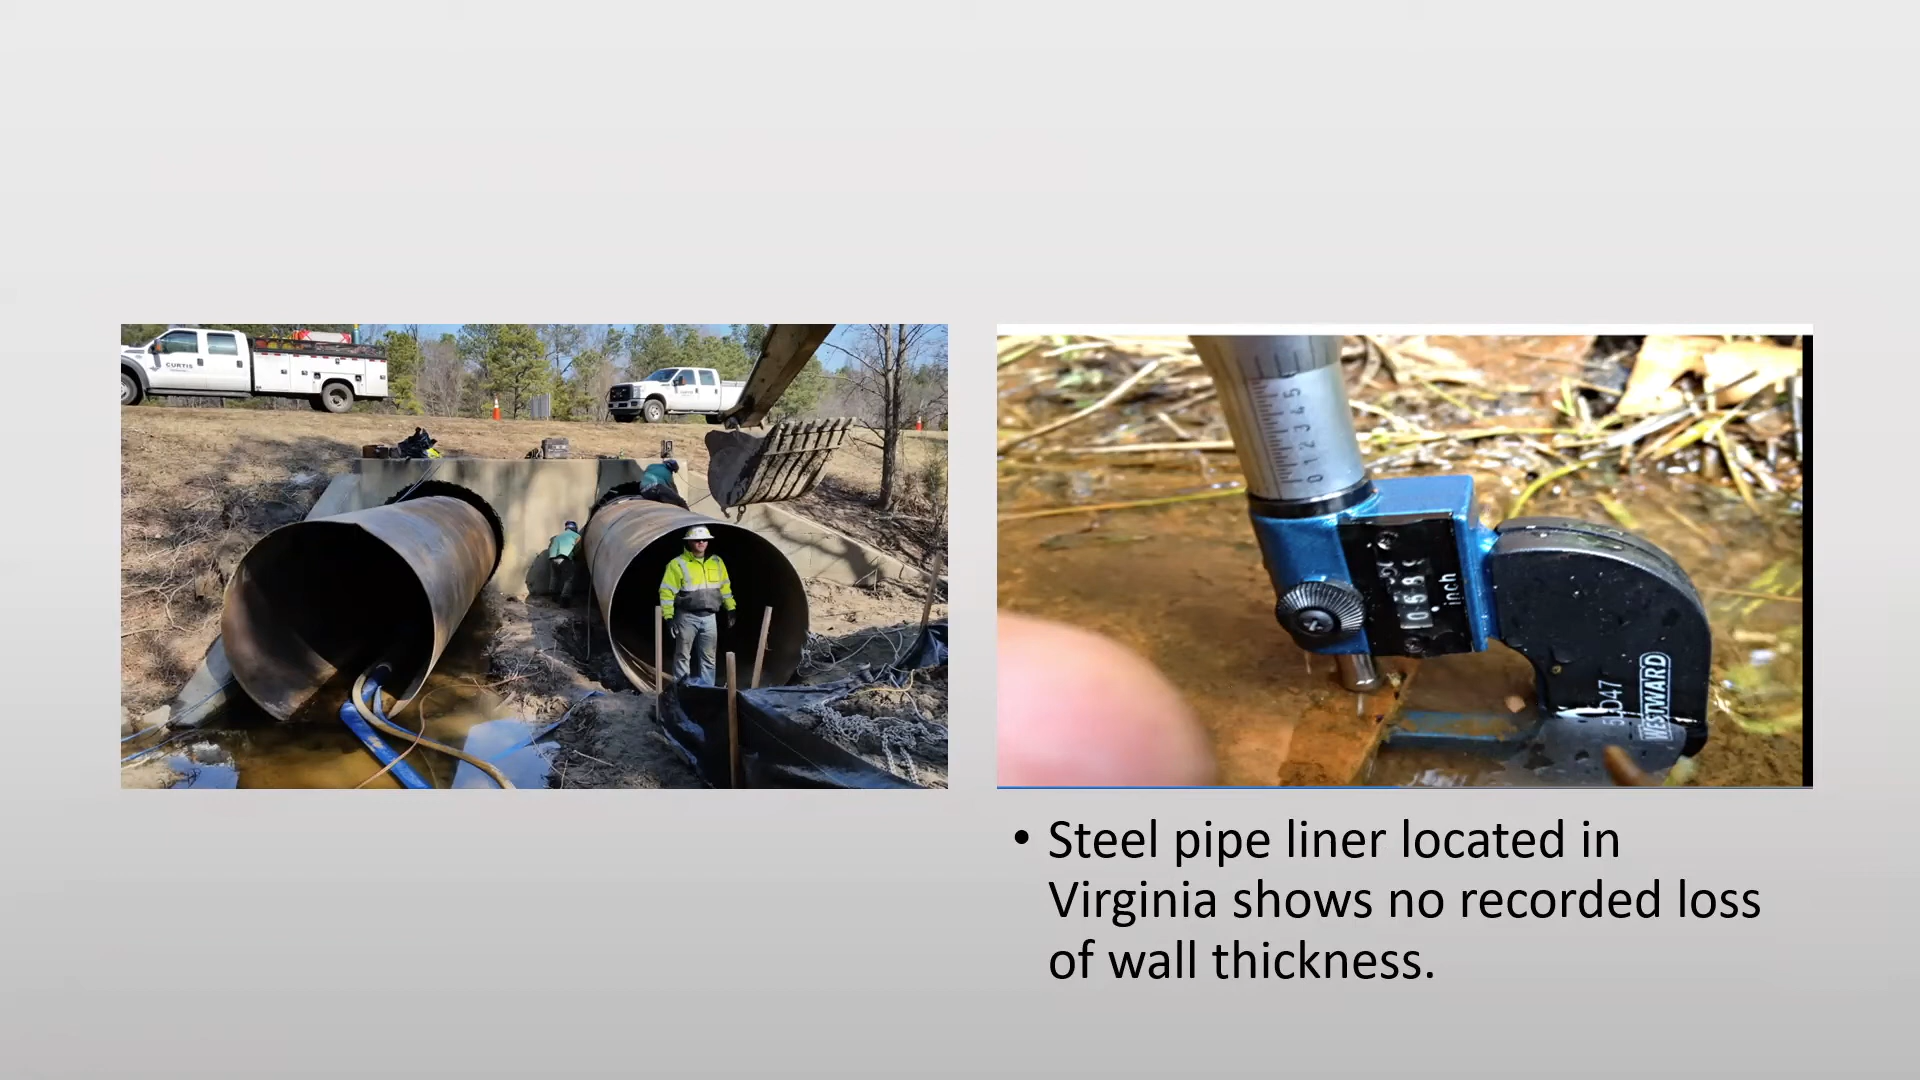 CURTIS
0 1 2 3 4 5
inch
5LD47
WESTWARD
• Steel pipe liner located in
Virginia shows no recorded loss
of wall thickness.